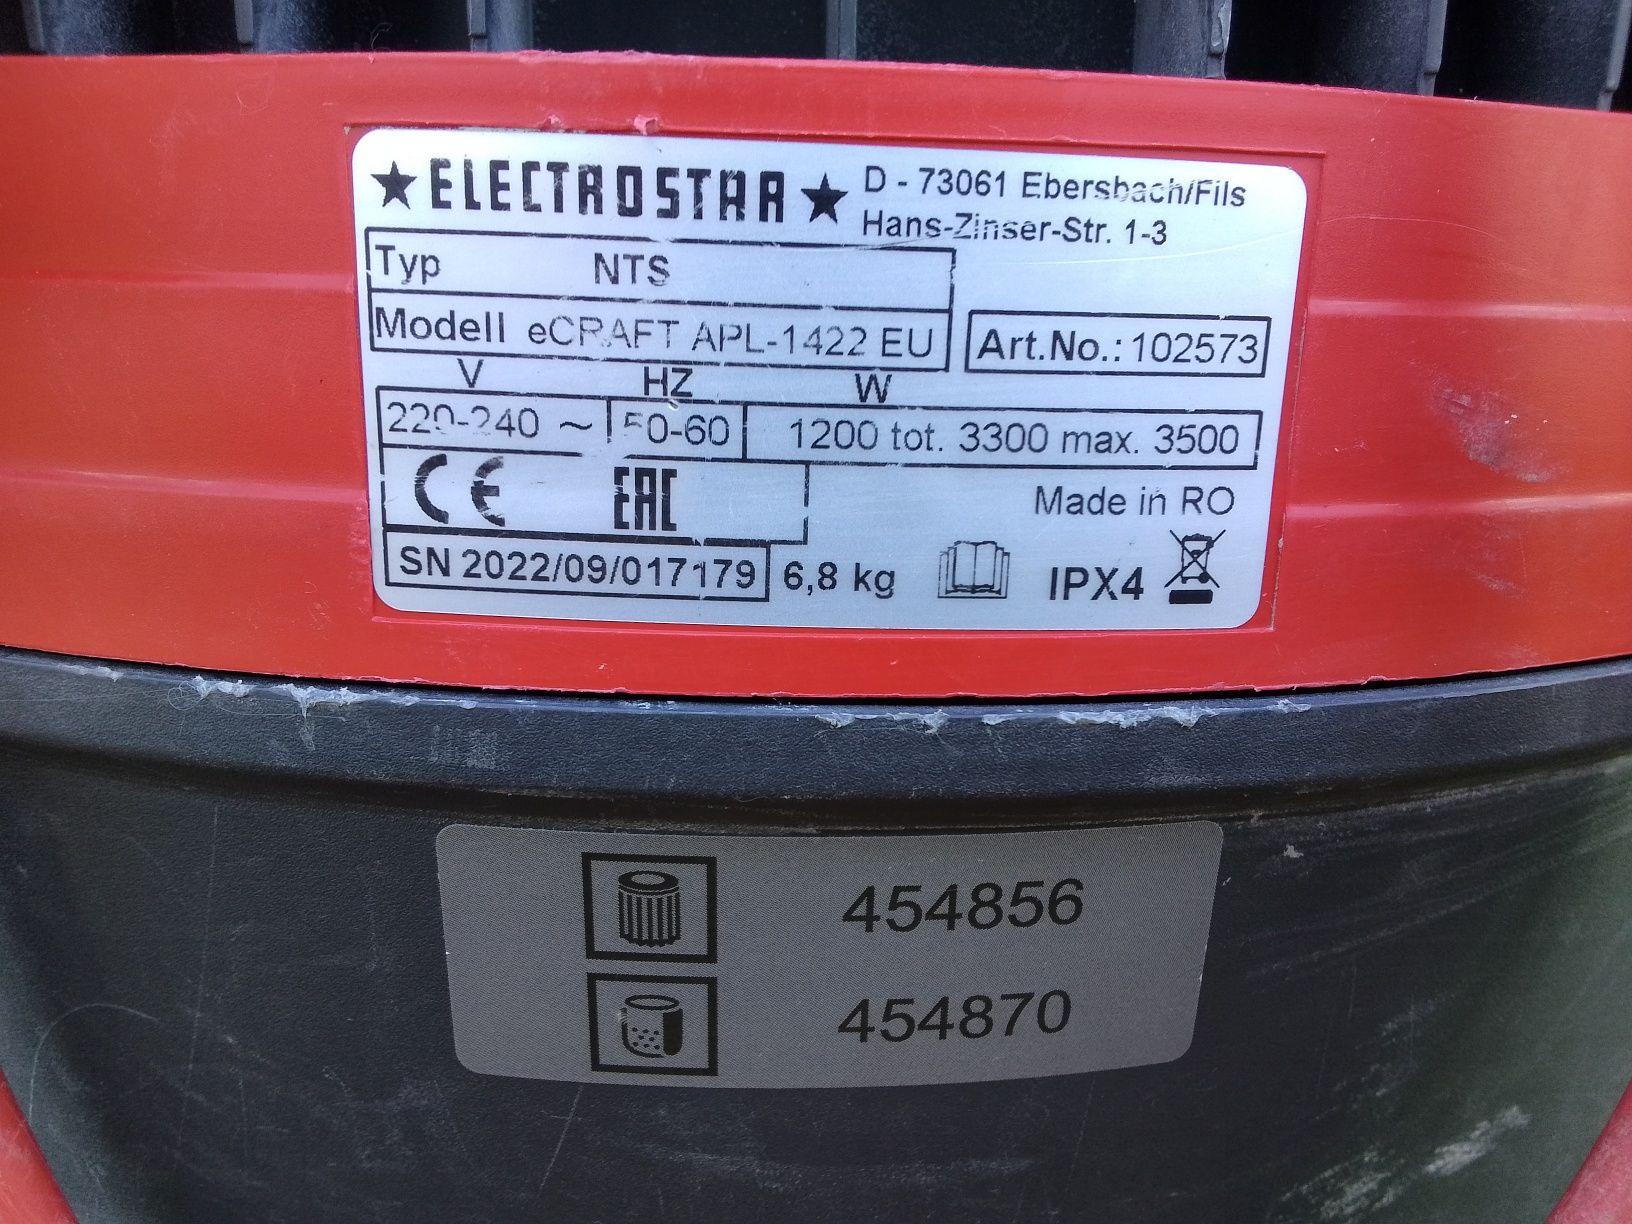 ★ ELECTROSTAR ★
D - 73061 Ebersbach/Fils
Hans-Zinser-Str. 1-3
Typ NTS
Modell eCRAFT APL-1422 EU
Art.No.: 102573
V HZ W
220-240 ~ 50-60 1200 tot. 3300 max. 3500
CE EAC
Made in RO
SN 2022/09/017179 6,8 kg IPX4
454856
454870